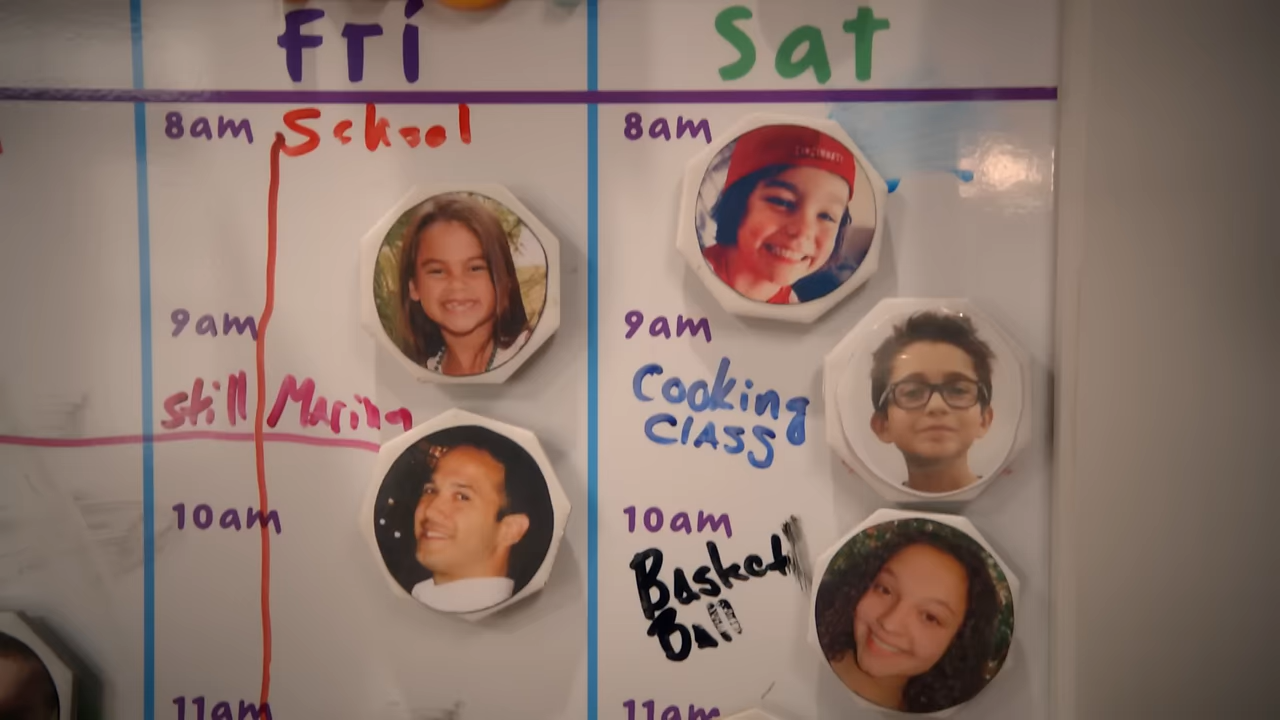 Fri
Sat
8am School
9am
still Marina
10am
11am
8am
9am
Cooking
CLASS
10am
Basket
Ball
11am